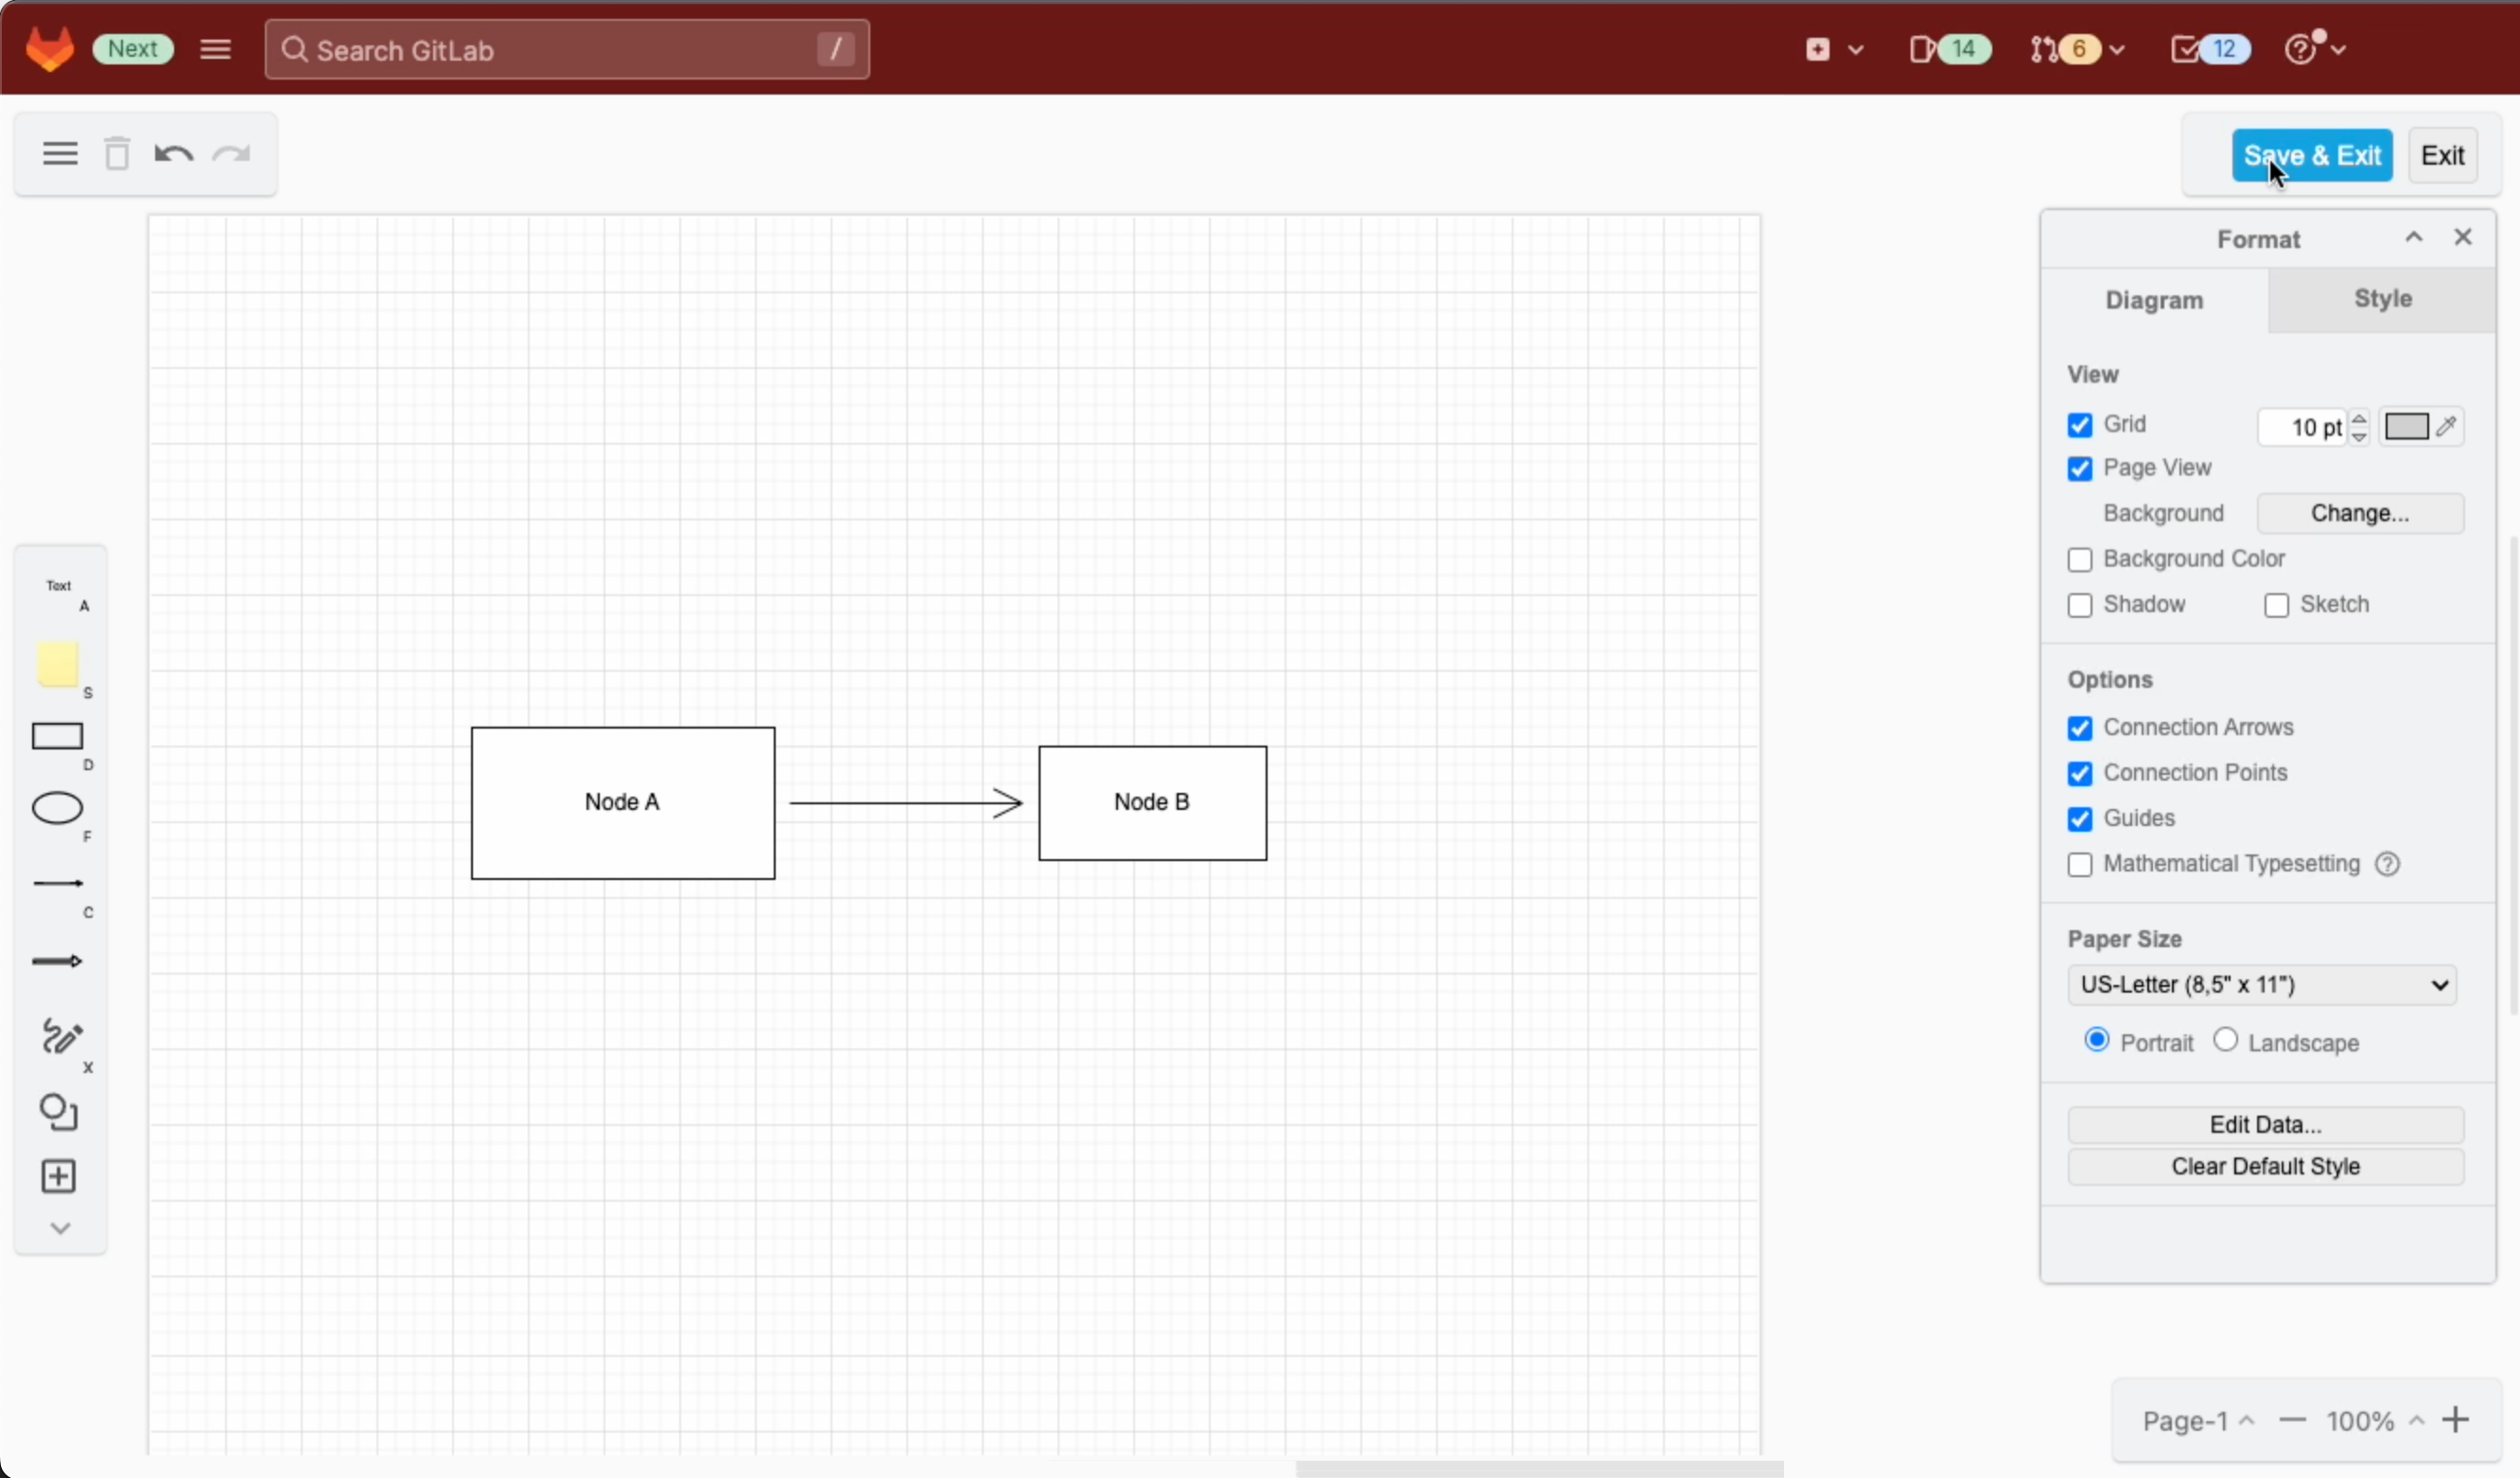 Next
Search GitLab
/
14
6
12
Save & Exit
Exit
Format
Diagram
Style
View
Grid
10 pt
Page View
Background
Change...
Background Color
Shadow
Sketch
Options
Connection Arrows
Connection Points
Guides
Mathematical Typesetting
Paper Size
US-Letter (8,5" x 11")
Portrait
Landscape
Edit Data...
Clear Default Style
Text
A
S
D
F
C
X
Node A
Node B
Page-1
100%